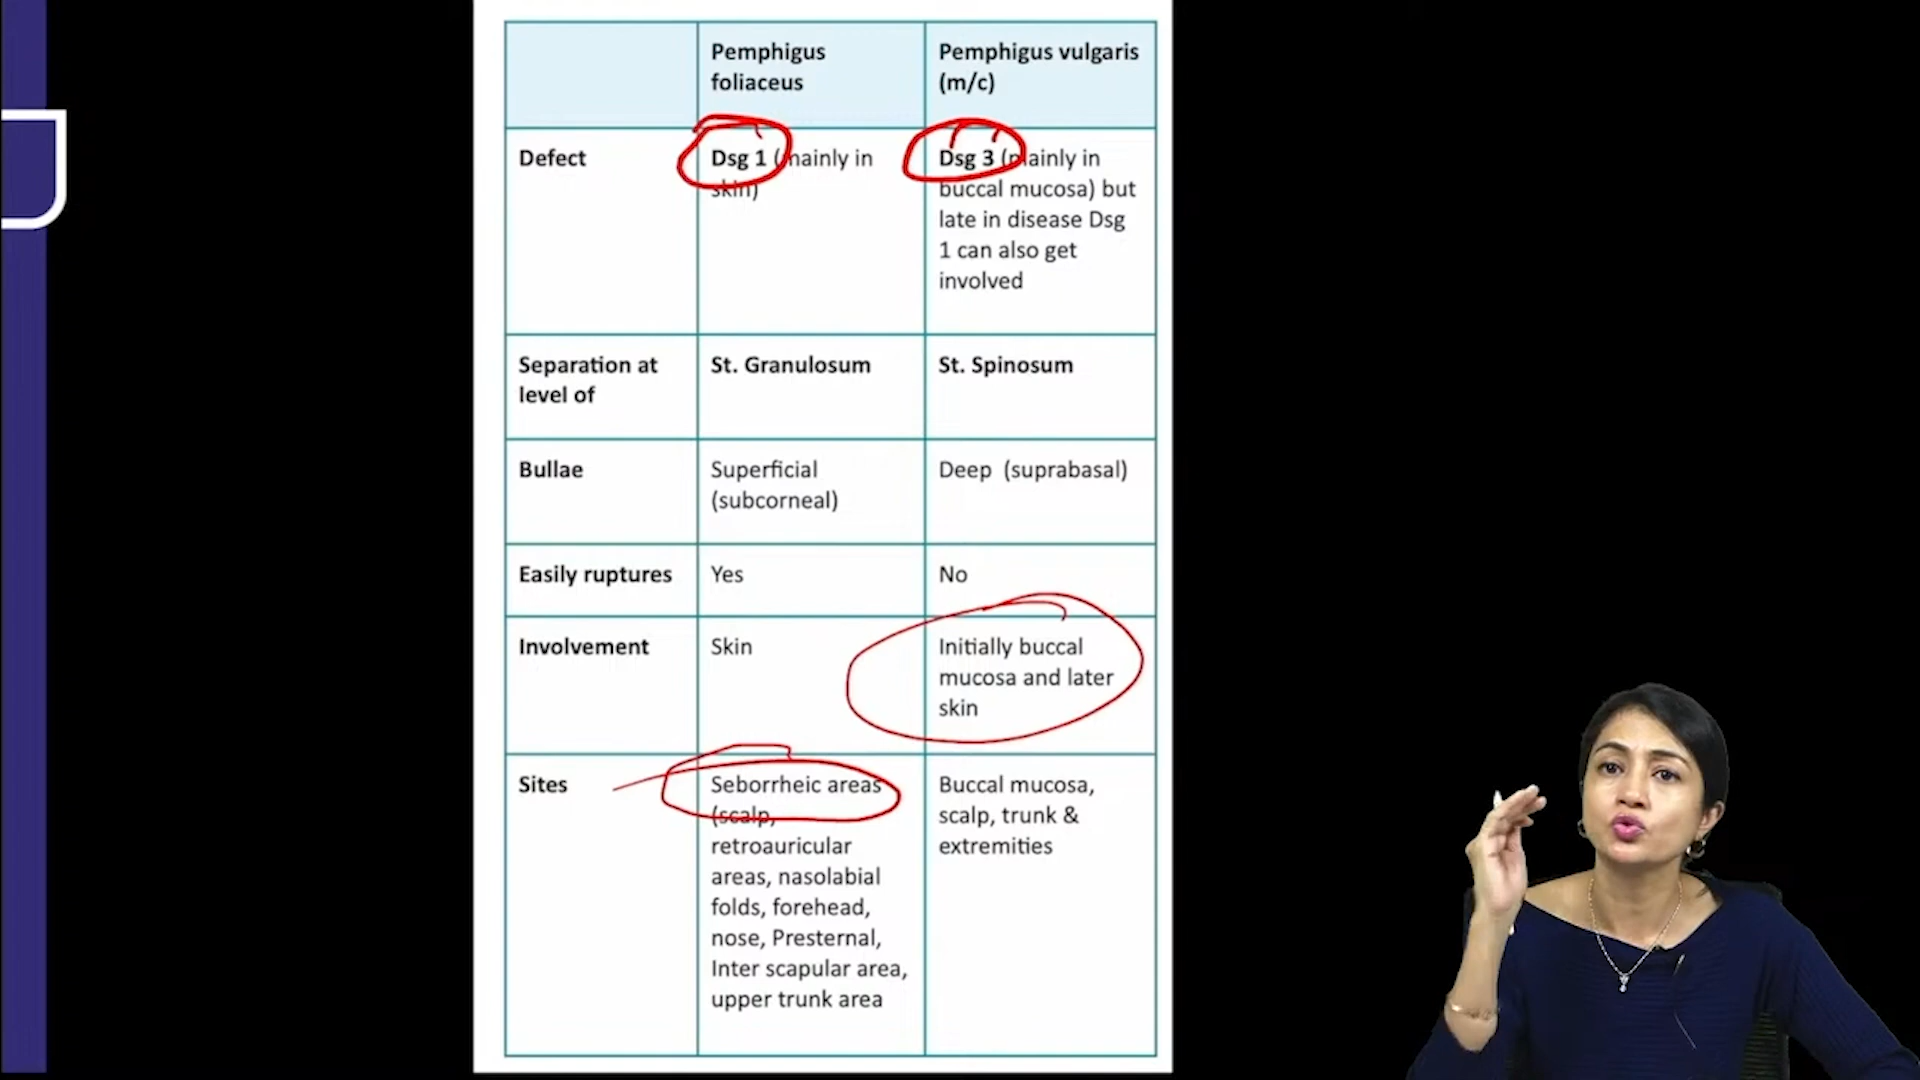 Pemphigus
foliaceus
Pemphigus vulgaris
(m/c)
Defect
Dsg 1 (mainly in
skin)
Dsg 3 (mainly in
buccal mucosa) but
late in disease Dsg
1 can also get
involved
Separation at
level of
St. Granulosum
St. Spinosum
Bullae
Superficial
(subcorneal)
Deep (suprabasal)
Easily ruptures
Yes
No
Involvement
Skin
Initially buccal
mucosa and later
skin
Sites
Seborrheic areas
(scalp,
retroauricular
areas, nasolabial
folds, forehead,
nose, Presternal,
Inter scapular area,
upper trunk area
Buccal mucosa,
scalp, trunk &
extremities